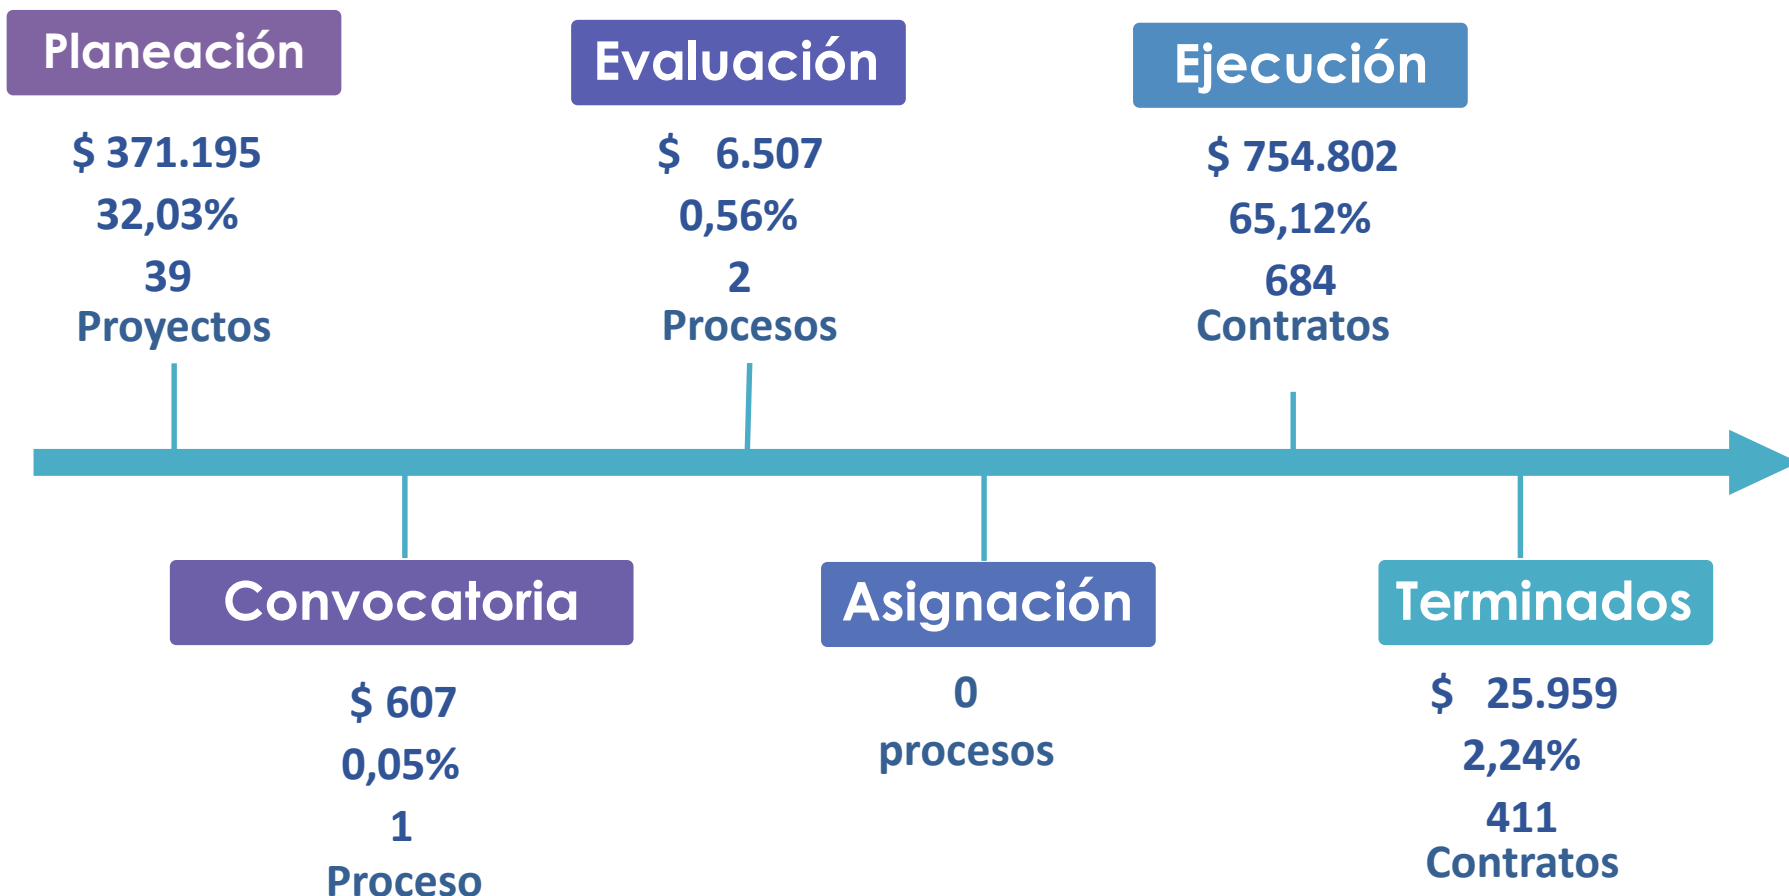 Planeación
$ 371.195
32,03%
39
Proyectos
Evaluación
$ 6.507
0,56%
2
Procesos
Ejecución
$ 754.802
65,12%
684
Contratos
Convocatoria
$ 607
0,05%
1
Proceso
Asignación
0
procesos
Terminados
$ 25.959
2,24%
411
Contratos